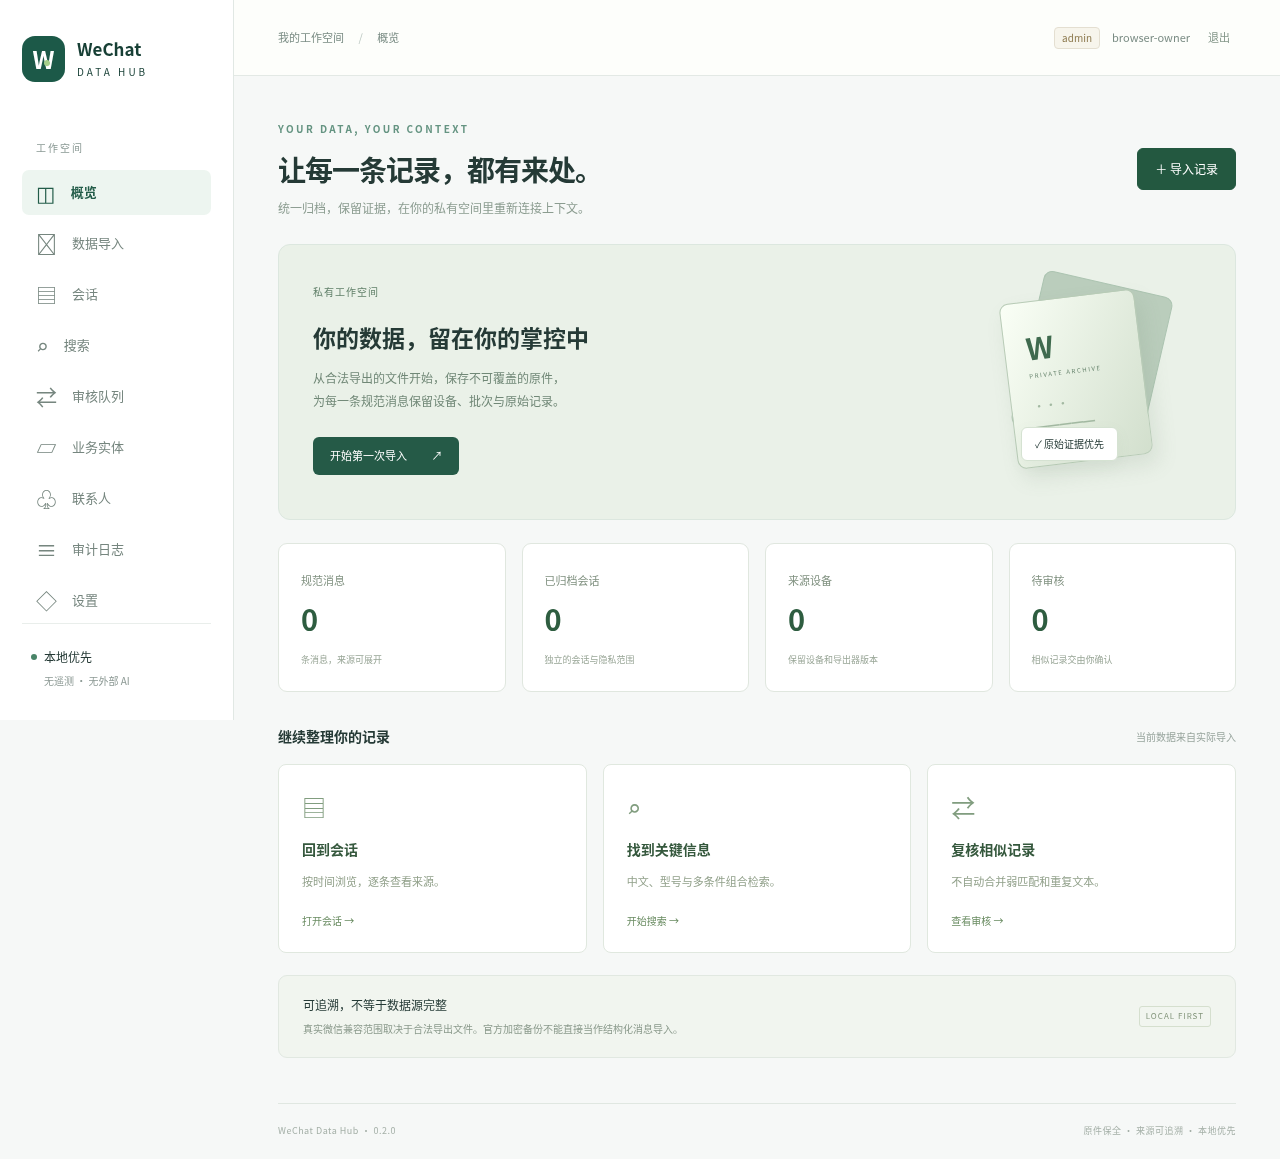 W
WeChat
DATA HUB
工作空间
概览
数据导入
会话
搜索
审核队列
业务实体
联系人
审计日志
设置
本地优先
无遥测 · 无外部 AI
我的工作空间 / 概览
admin browser-owner 退出
YOUR DATA, YOUR CONTEXT
让每一条记录，都有来处。
统一归档，保留证据，在你的私有空间里重新连接上下文。
＋ 导入记录
私有工作空间
你的数据，留在你的掌控中
从合法导出的文件开始，保存不可覆盖的原件，
为每一条规范消息保留设备、批次与原始记录。
开始第一次导入 ↗
W
PRIVATE ARCHIVE
✓ 原始证据优先
规范消息
0
条消息，来源可展开
已归档会话
0
独立的会话与隐私范围
来源设备
0
保留设备和导出器版本
待审核
0
相似记录交由你确认
继续整理你的记录
当前数据来自实际导入
回到会话
按时间浏览，逐条查看来源。
打开会话 →
找到关键信息
中文、型号与多条件组合检索。
开始搜索 →
复核相似记录
不自动合并弱匹配和重复文本。
查看审核 →
可追溯，不等于数据源完整
真实微信兼容范围取决于合法导出文件。官方加密备份不能直接当作结构化消息导入。
LOCAL FIRST
WeChat Data Hub · 0.2.0
原件保全 · 来源可追溯 · 本地优先